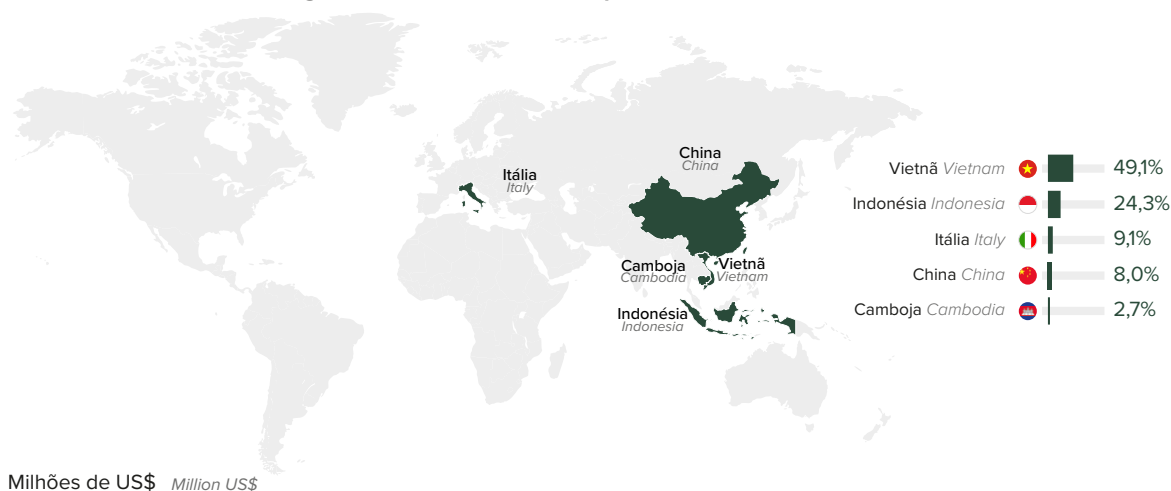 China
China
Itália
Italy
Camboja
Cambodia
Vietnã
Vietnam
Indonésia
Indonesia
Vietnã Vietnam 49,1%
Indonésia Indonesia 24,3%
Itália Italy 9,1%
China China 8,0%
Camboja Cambodia 2,7%
Milhões de US$ Million US$